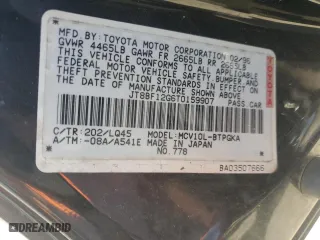 MFD. BY: TOYOTA MOTOR CORPORATION 02/96
GVWR 4465LB GAWR FR 2665LB RR 2665LB
THIS VEHICLE CONFORMS TO ALL APPLICABLE
FEDERAL MOTOR VEHICLE SAFETY, BUMPER, AND
THEFT PREVENTION STANDARDS IN EFFECT ON
THE DATE OF MANUFACTURE SHOWN ABOVE.
JT8BF12G6T0159907 PASS. CAR
TOYOTA
C/TR: 202/LQ45 MODEL: MCV10L-BTPGKA
A/TM: -08A/A541E MADE IN JAPAN
NO. 778
BAD3507666